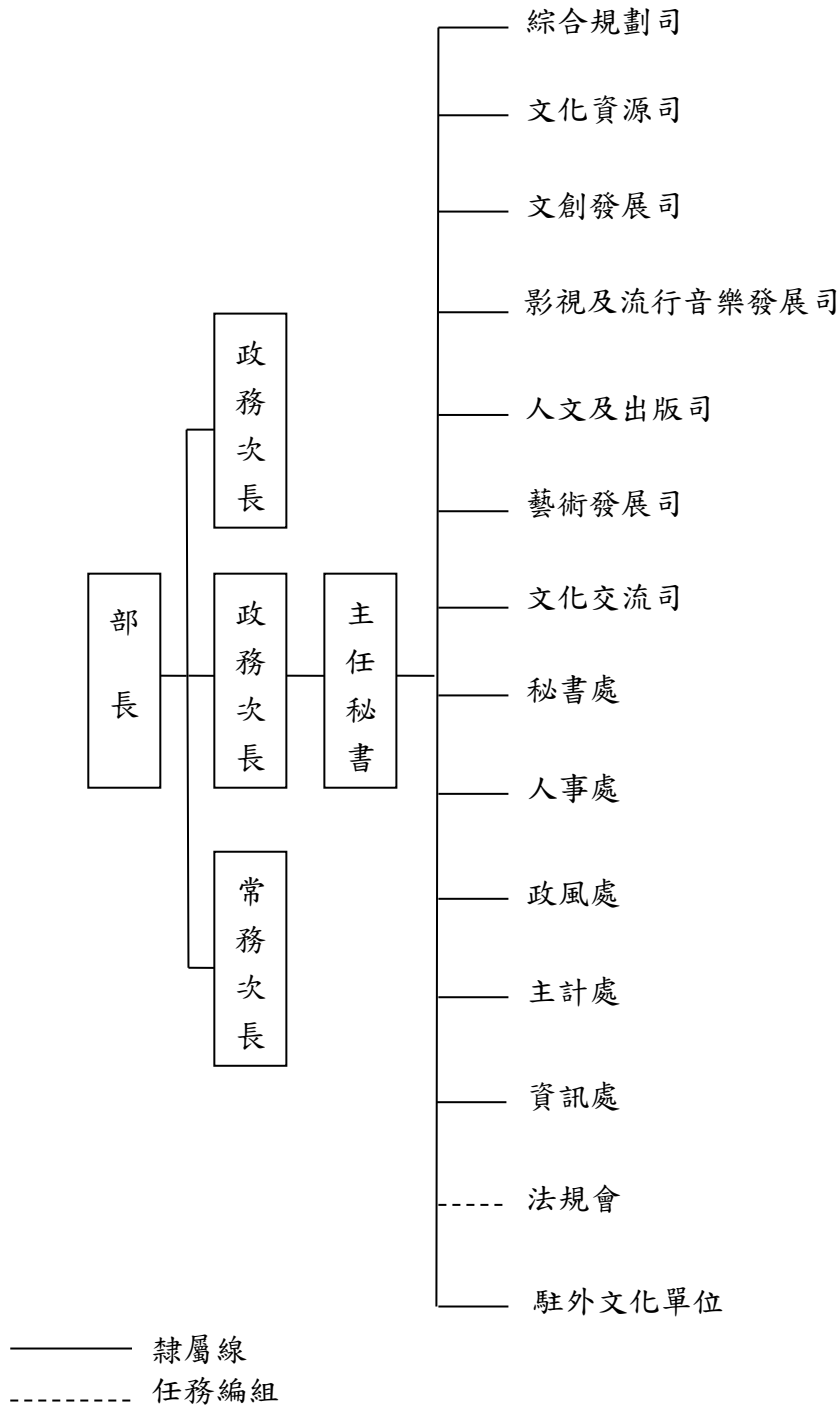 部長
政務次長
政務次長
常務次長
主任秘書
綜合規劃司
文化資源司
文創發展司
影視及流行音樂發展司
人文及出版司
藝術發展司
文化交流司
秘書處
人事處
政風處
主計處
資訊處
法規會
駐外文化單位
隸屬線
任務編組